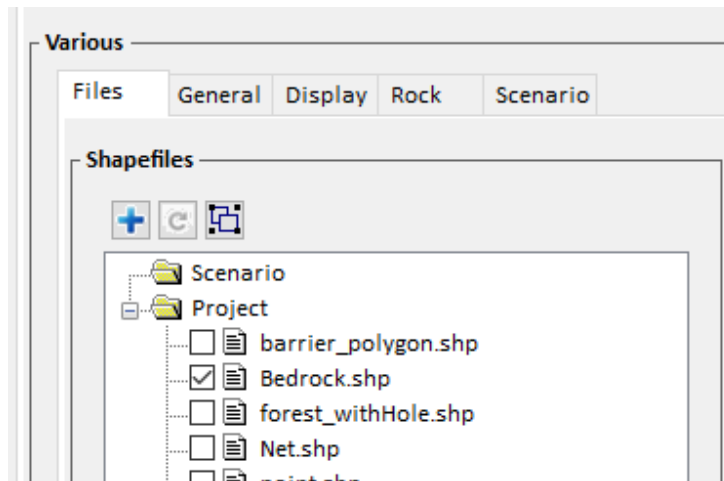 Various
Files General Display Rock Scenario
Shapefiles
Scenario
Project
barrier_polygon.shp
Bedrock.shp
forest_withHole.shp
Net.shp